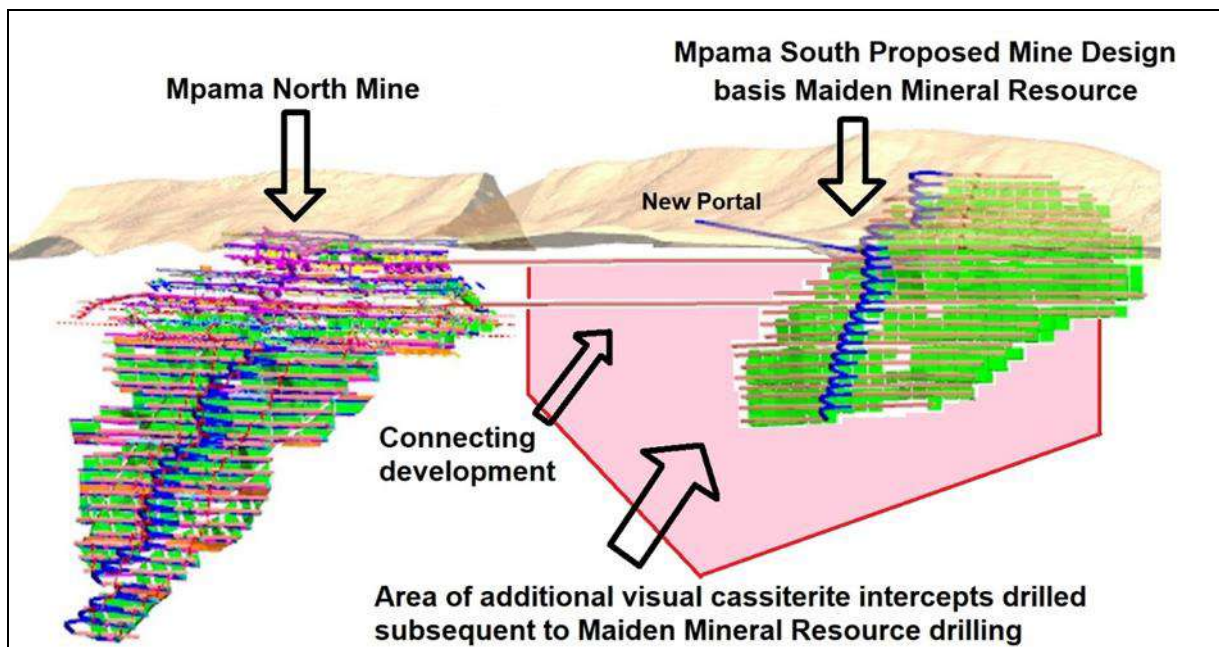 Mpama North Mine
Mpama South Proposed Mine Design
basis Maiden Mineral Resource
New Portal
Connecting
development
Area of additional visual cassiterite intercepts drilled
subsequent to Maiden Mineral Resource drilling